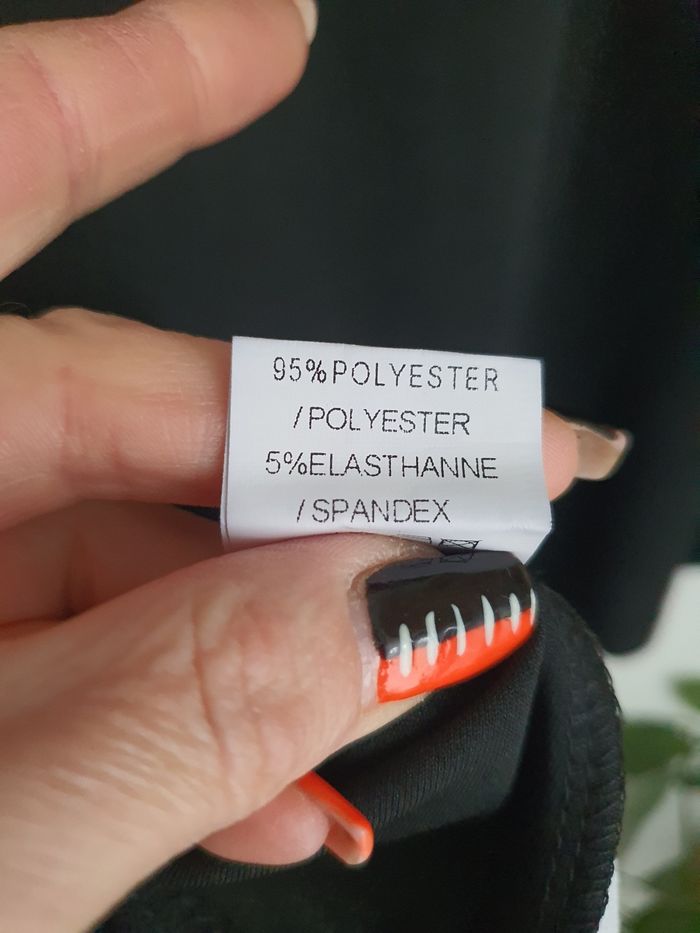 95%POLYESTER
/POLYESTER
5%ELASTHANNE
/SPANDEX